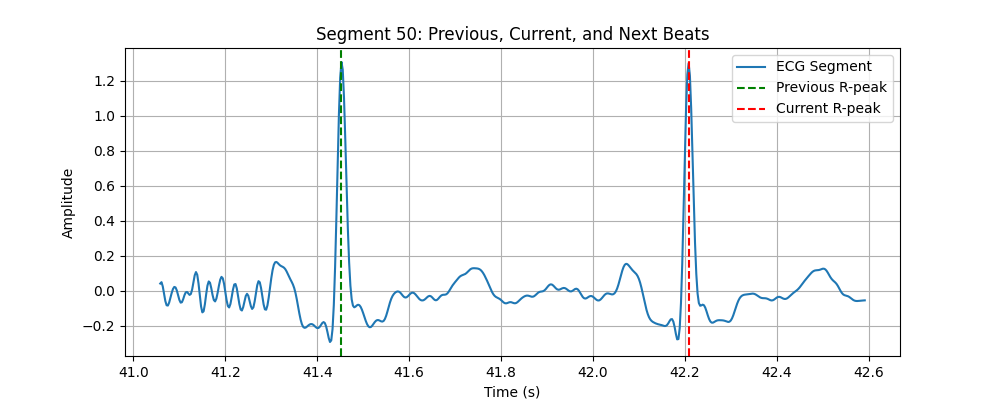 Segment 50: Previous, Current, and Next Beats
ECG Segment
Previous R-peak
Current R-peak
Amplitude
1.2
1.0
0.8
0.6
0.4
0.2
0.0
−0.2
41.0 41.2 41.4 41.6 41.8 42.0 42.2 42.4 42.6
Time (s)